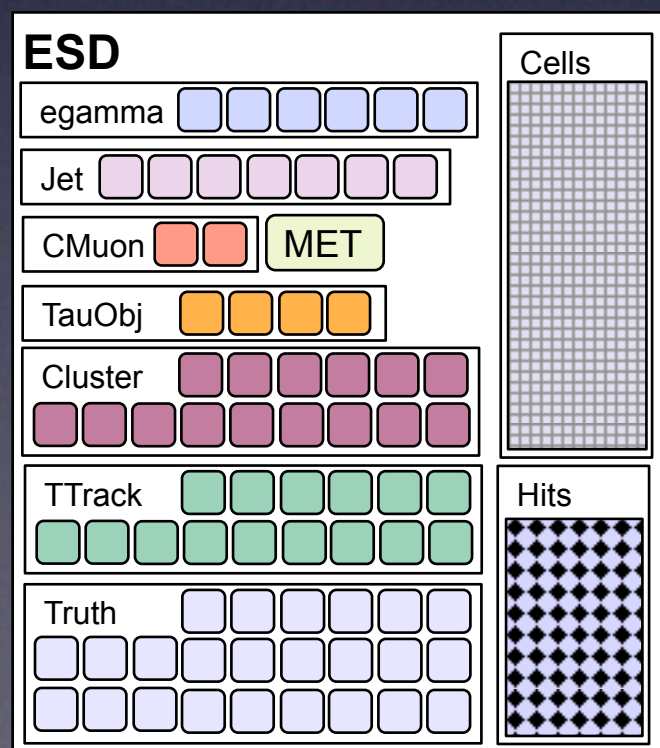 ESD
egamma
Jet
CMuon
MET
TauObj
Cluster
TTrack
Truth
Cells
Hits